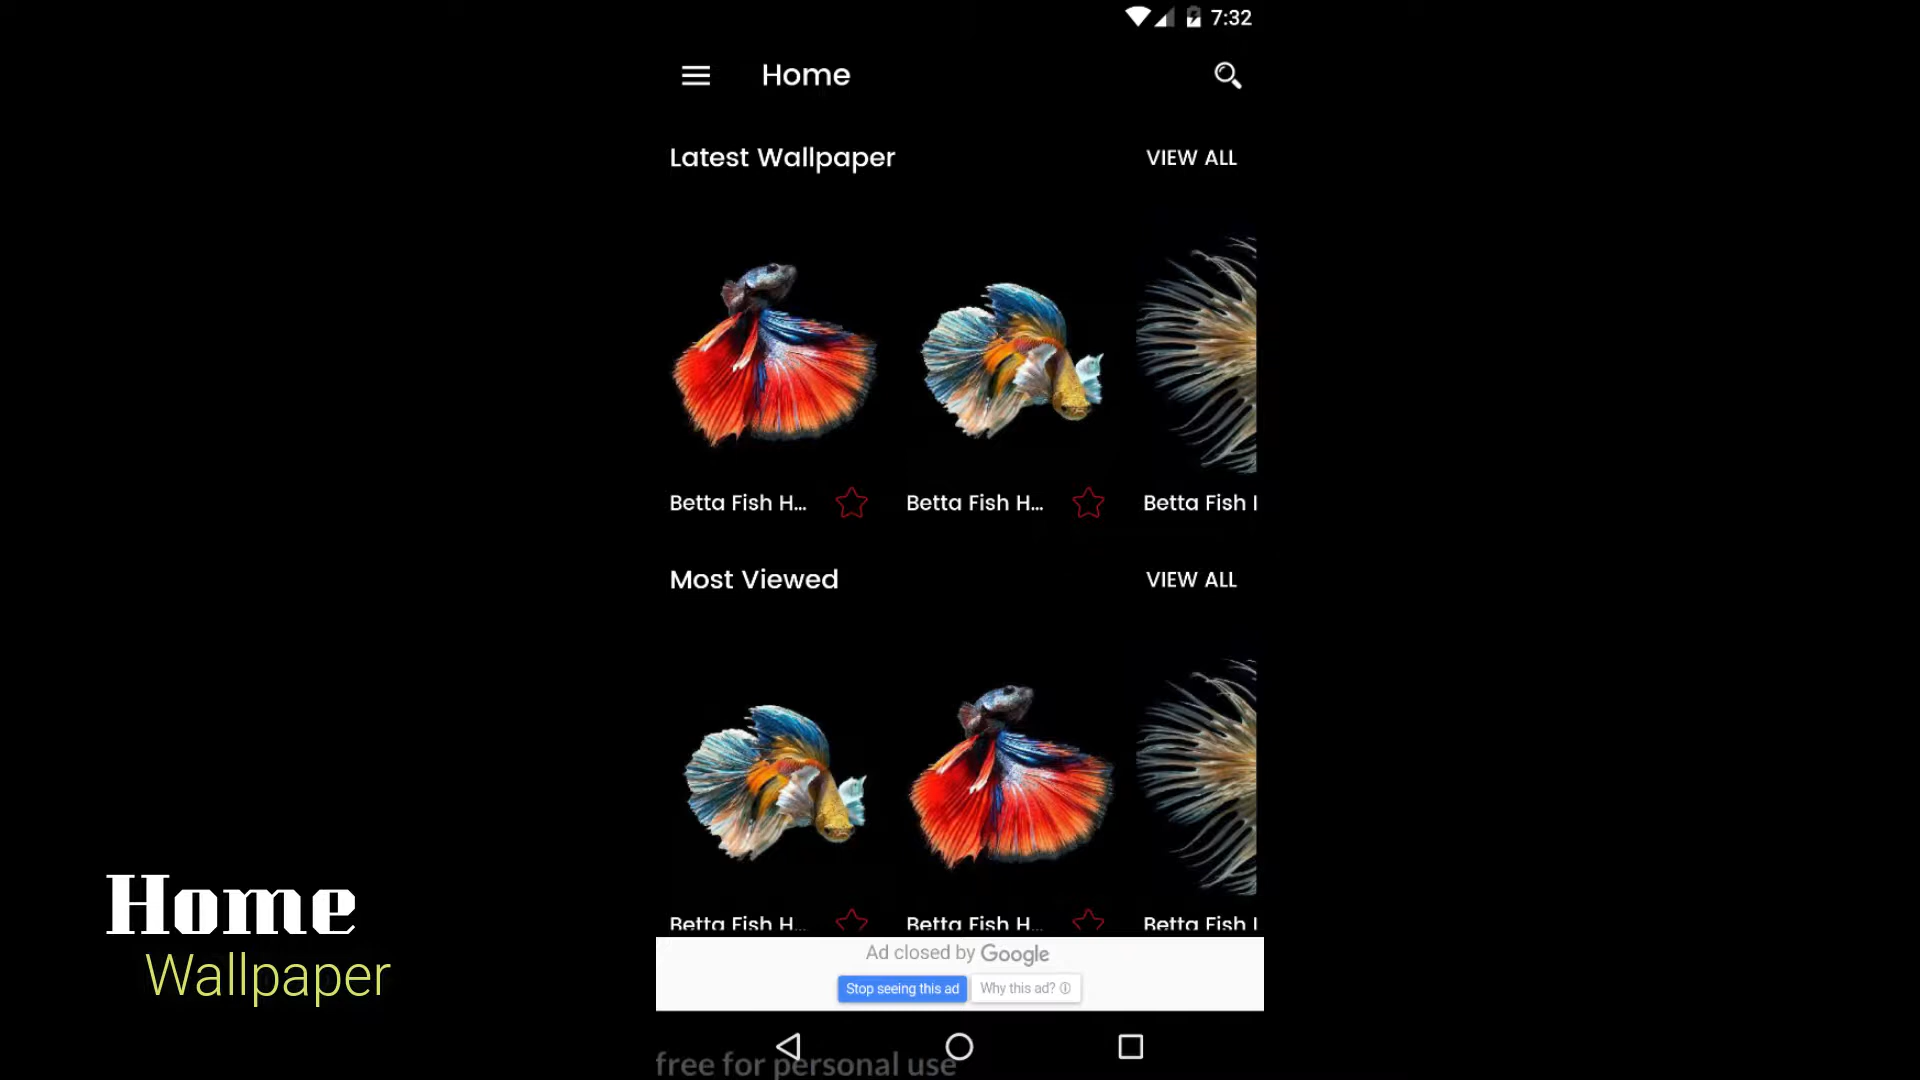 7:32
Home
Latest Wallpaper VIEW ALL
Betta Fish H... Betta Fish H... Betta Fish
Most Viewed VIEW ALL
Betta Fish H... Betta Fish H... Betta Fish
Home
Wallpaper
Ad closed by Google
Stop seeing this ad Why this ad?
free for personal use